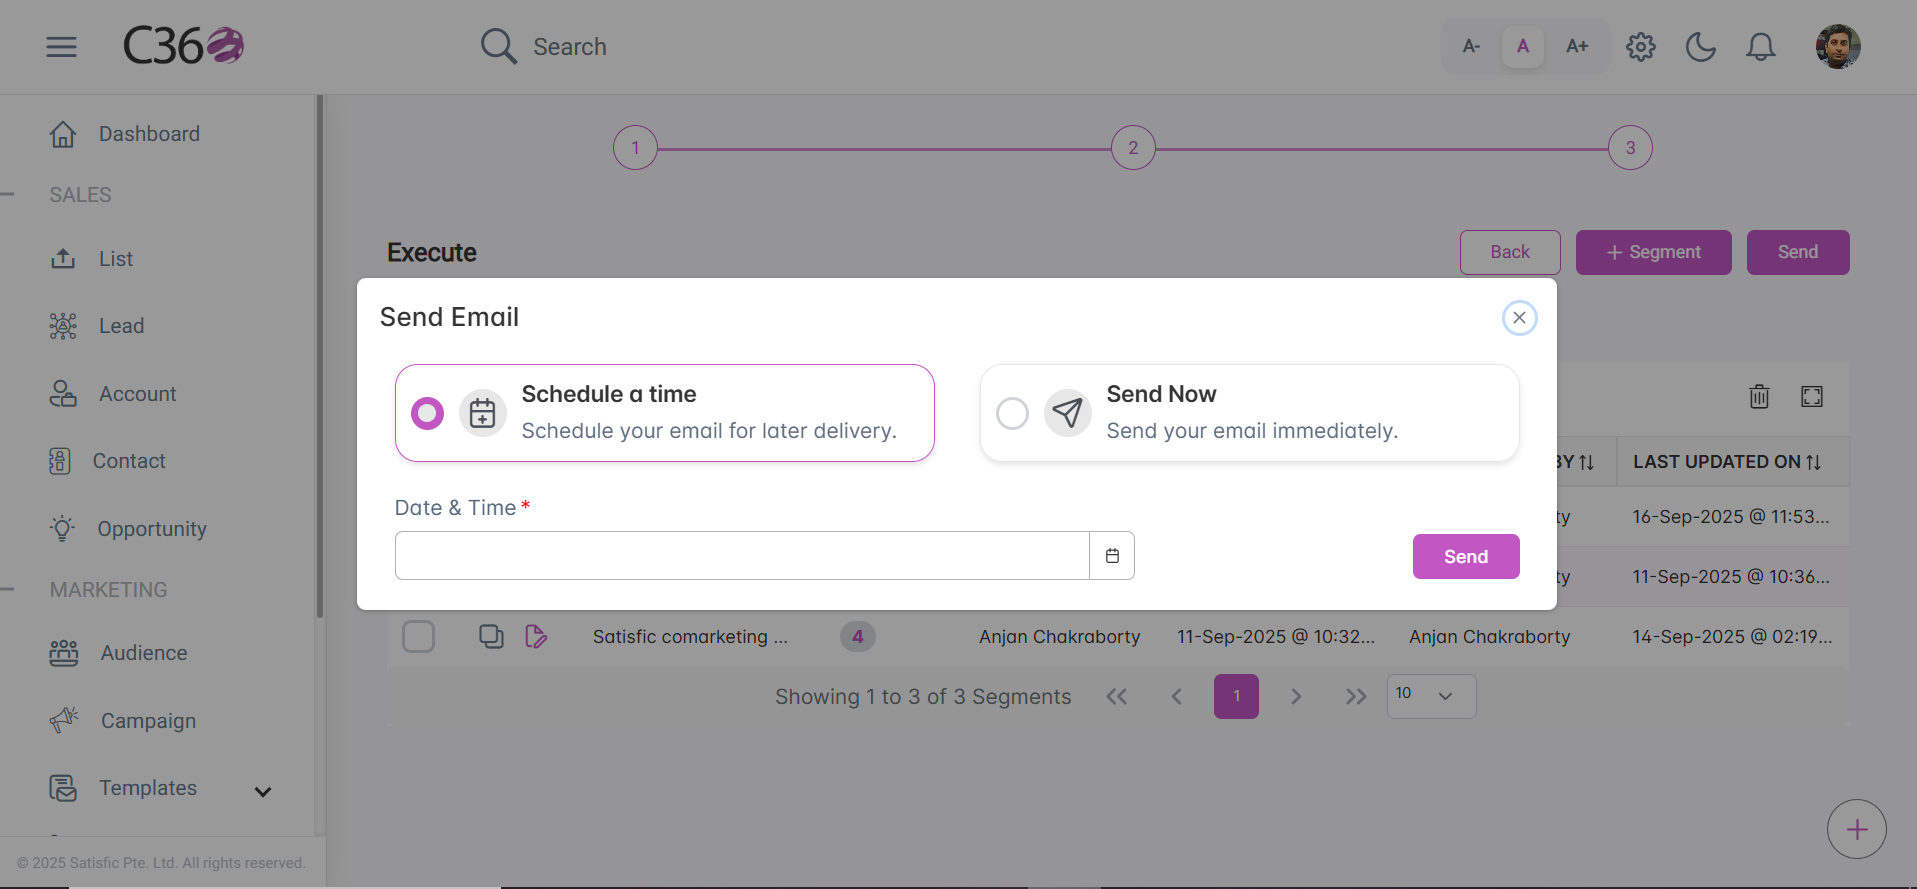 C360
Search
A-
A
A+
Dashboard
SALES
List
Lead
Account
Contact
Opportunity
MARKETING
Audience
Campaign
Templates
© 2025 Satisfic Pte. Ltd. All rights reserved.
1
2
3
Execute
Back
+ Segment
Send
Send Email
Schedule a time
Schedule your email for later delivery.
Send Now
Send your email immediately.
Date & Time *
Send
BY LAST UPDATED ON
ty 16-Sep-2025 @ 11:53...
ty 11-Sep-2025 @ 10:36...
Satisfic comarketing ... 4 Anjan Chakraborty 11-Sep-2025 @ 10:32... Anjan Chakraborty 14-Sep-2025 @ 02:19...
Showing 1 to 3 of 3 Segments
1
10